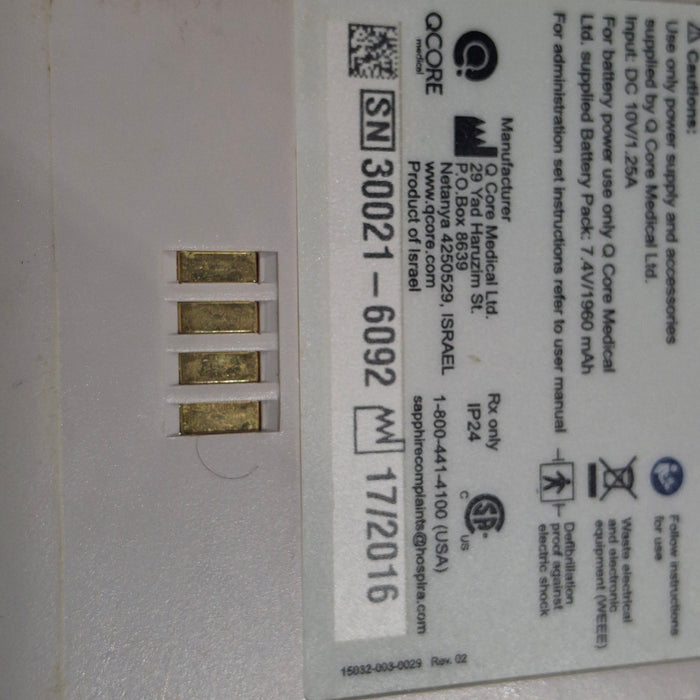 Cautions:
Use only power supply and accessories
supplied by Q Core Medical Ltd.
Input: DC 10V/1.25A
For battery power use only Q Core Medical
Ltd. supplied Battery Pack: 7.4V/1960 mAh
For administration set instructions refer to user manual
Follow instructions
for use
Waste electrical
and electronic
equipment (WEEE)
Defibrillation
proof against
electric shock
QCORE
medical
Manufacturer
Q Core Medical Ltd.
29 Yad Haruzim St.
P.O.Box 8639
Netanya 4250529, ISRAEL
www.qcore.com
Product of Israel
Rx only
IP24
C SA US
1-800-441-4100 (USA)
sapphirecomplaints@hospira.com
SN 30021-6092 17/2016
15032-093-0029 Rev. 02